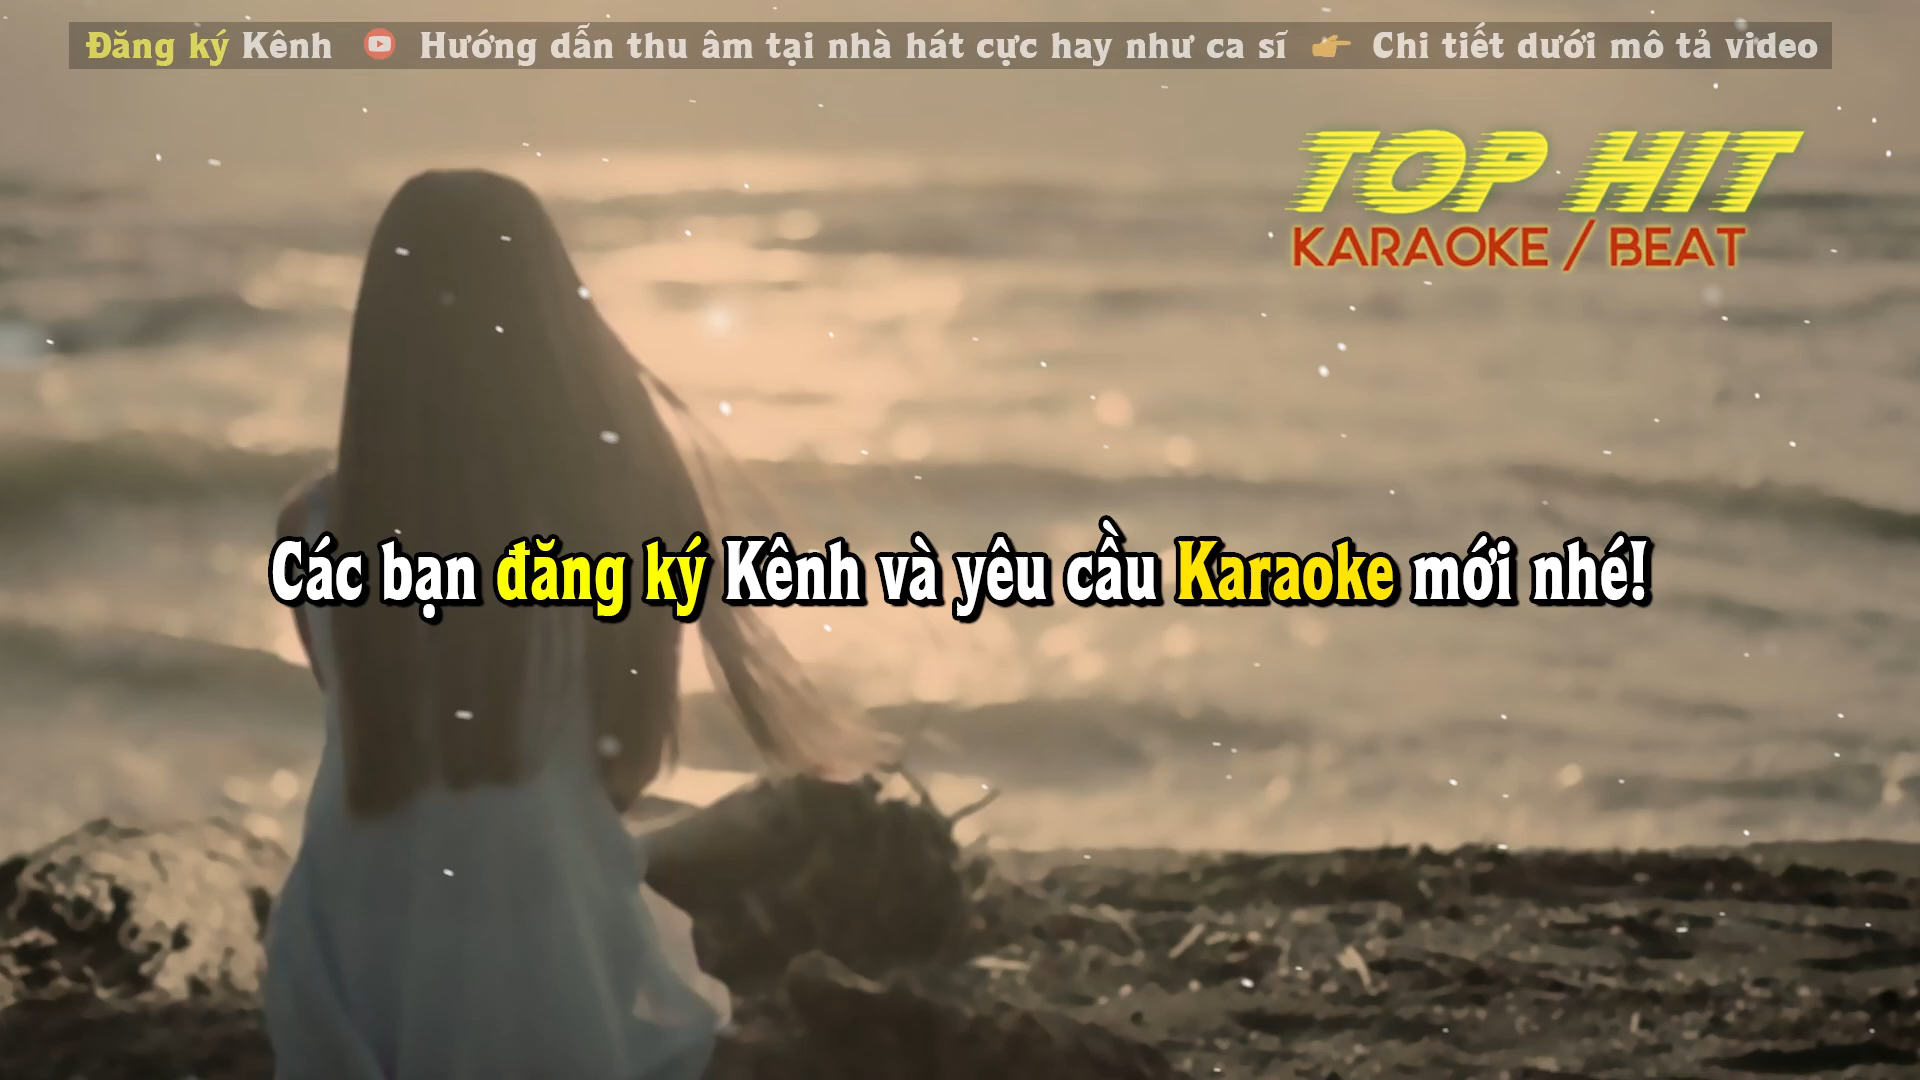 Đăng ký Kênh Hướng dẫn thu âm tại nhà hát cực hay như ca sĩ 👉 Chi tiết dưới mô tả video
TOP HIT
KARAOKE / BEAT
Các bạn đăng ký Kênh và yêu cầu Karaoke mới nhé!